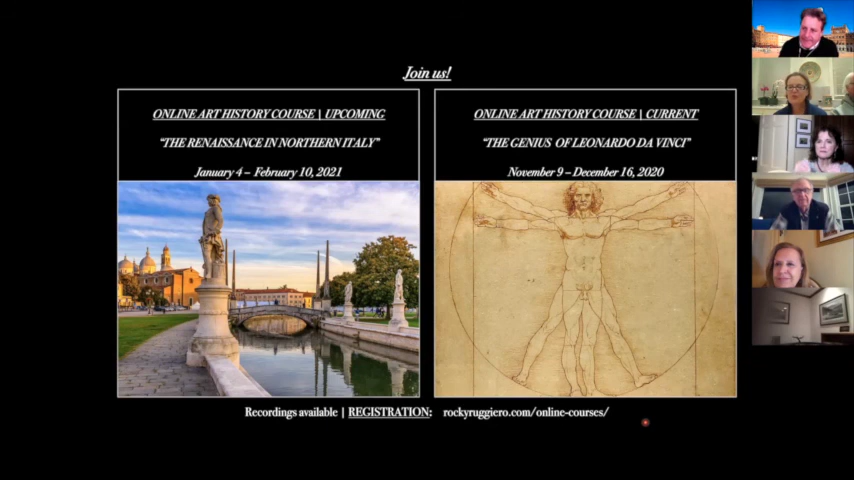 Join us!
ONLINE ART HISTORY COURSE | UPCOMING
"THE RENAISSANCE IN NORTHERN ITALY"
January 4 – February 10, 2021
ONLINE ART HISTORY COURSE | CURRENT
"THE GENIUS OF LEONARDO DA VINCI"
November 9 – December 16, 2020
Recordings available | REGISTRATION: rockyruggiero.com/online-courses/